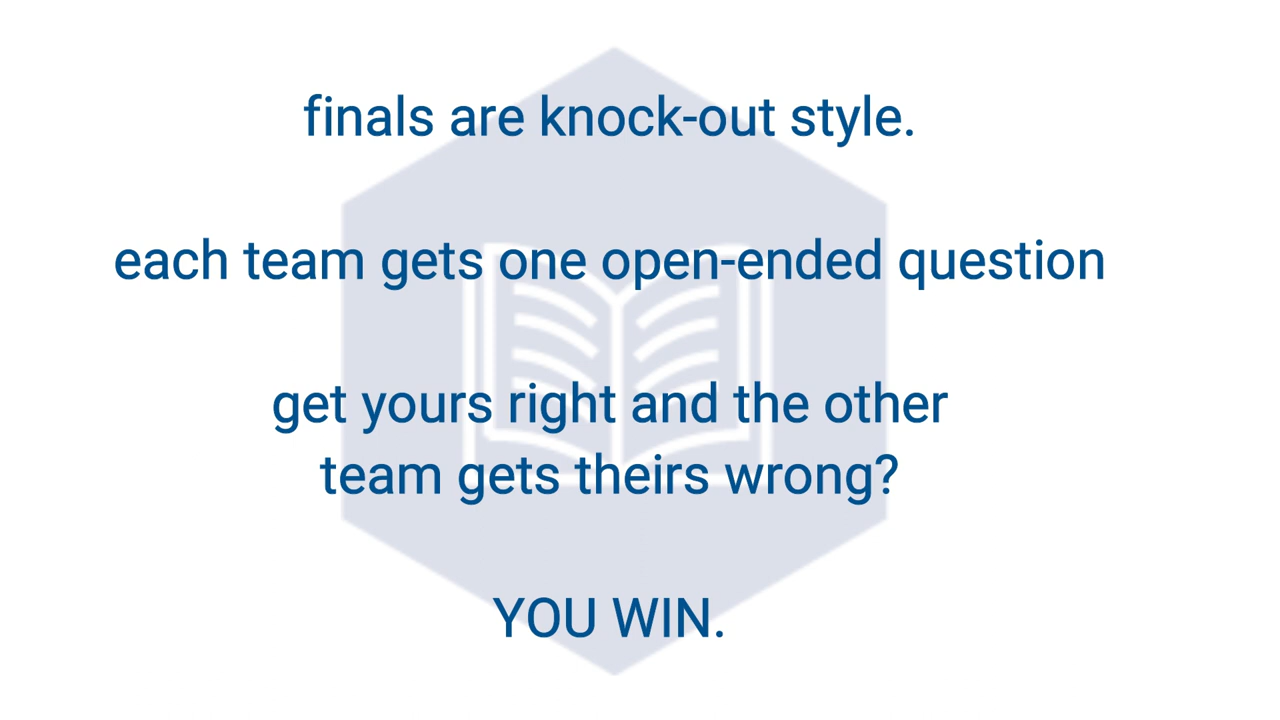 finals are knock-out style.
each team gets one open-ended question
get yours right and the other
team gets theirs wrong?
YOU WIN.